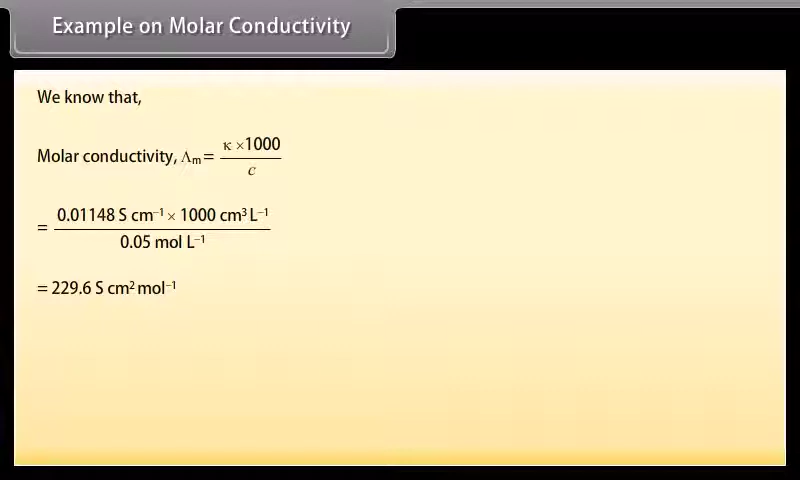 Example on Molar Conductivity
We know that,
Molar conductivity, Λm = κ ×1000 / c
= 0.01148 S cm⁻¹ × 1000 cm³ L⁻¹ / 0.05 mol L⁻¹
= 229.6 S cm² mol⁻¹